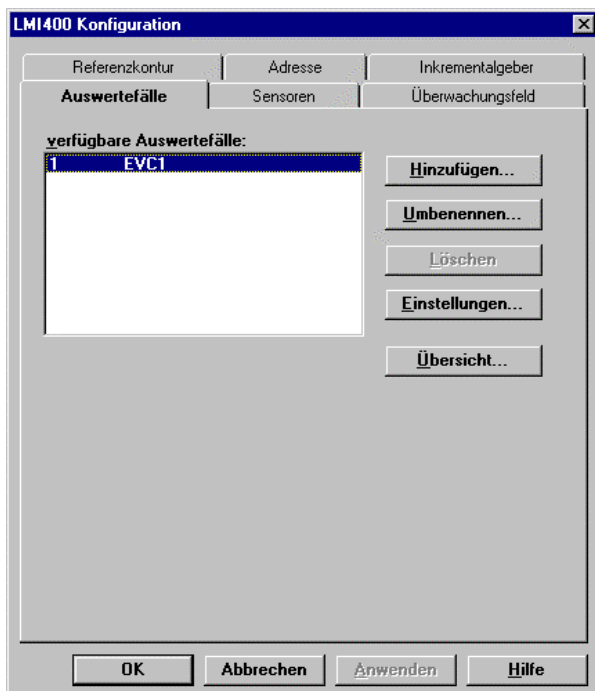 LMI400 Konfiguration
Referenzkontur Adresse Inkrementalgeber
Auswertefälle Sensoren Überwachungsfeld
verfügbare Auswertefälle:
1 EVC1
Hinzufügen...
Umbenennen...
Löschen
Einstellungen...
Übersicht...
OK Abbrechen Anwenden Hilfe